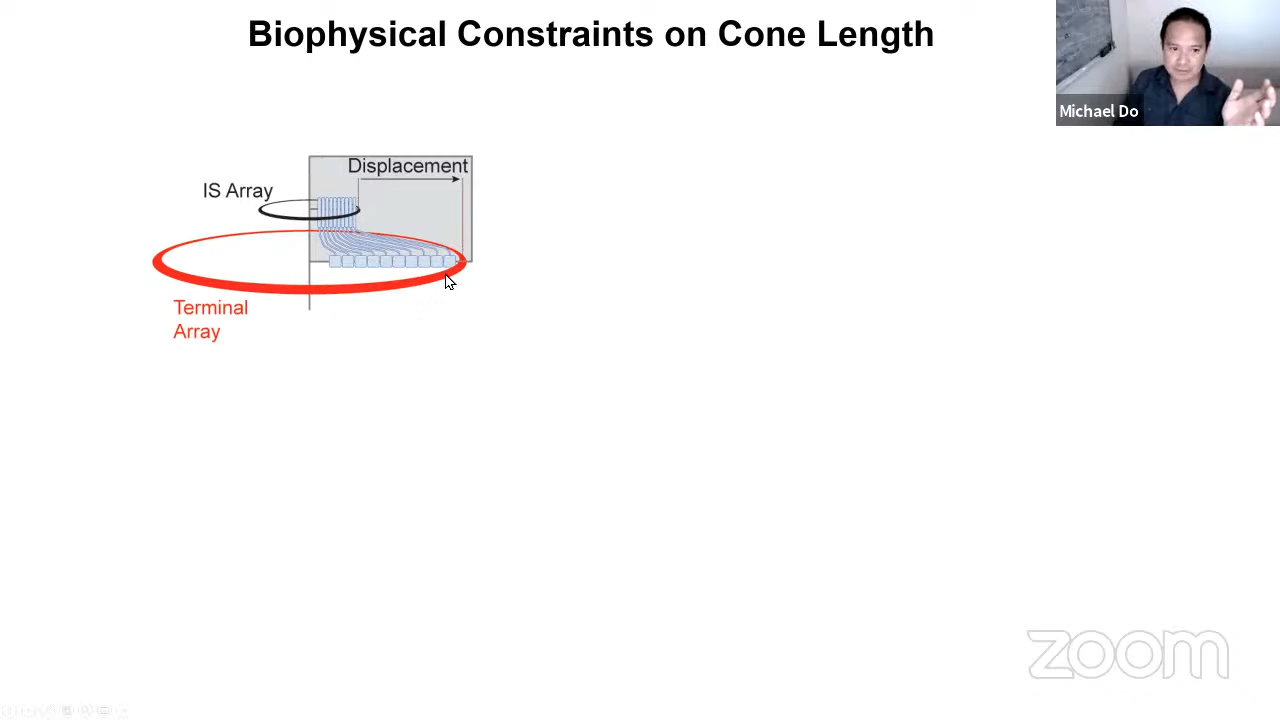 Biophysical Constraints on Cone Length
Michael Do
Displacement
IS Array
Terminal
Array
zoom